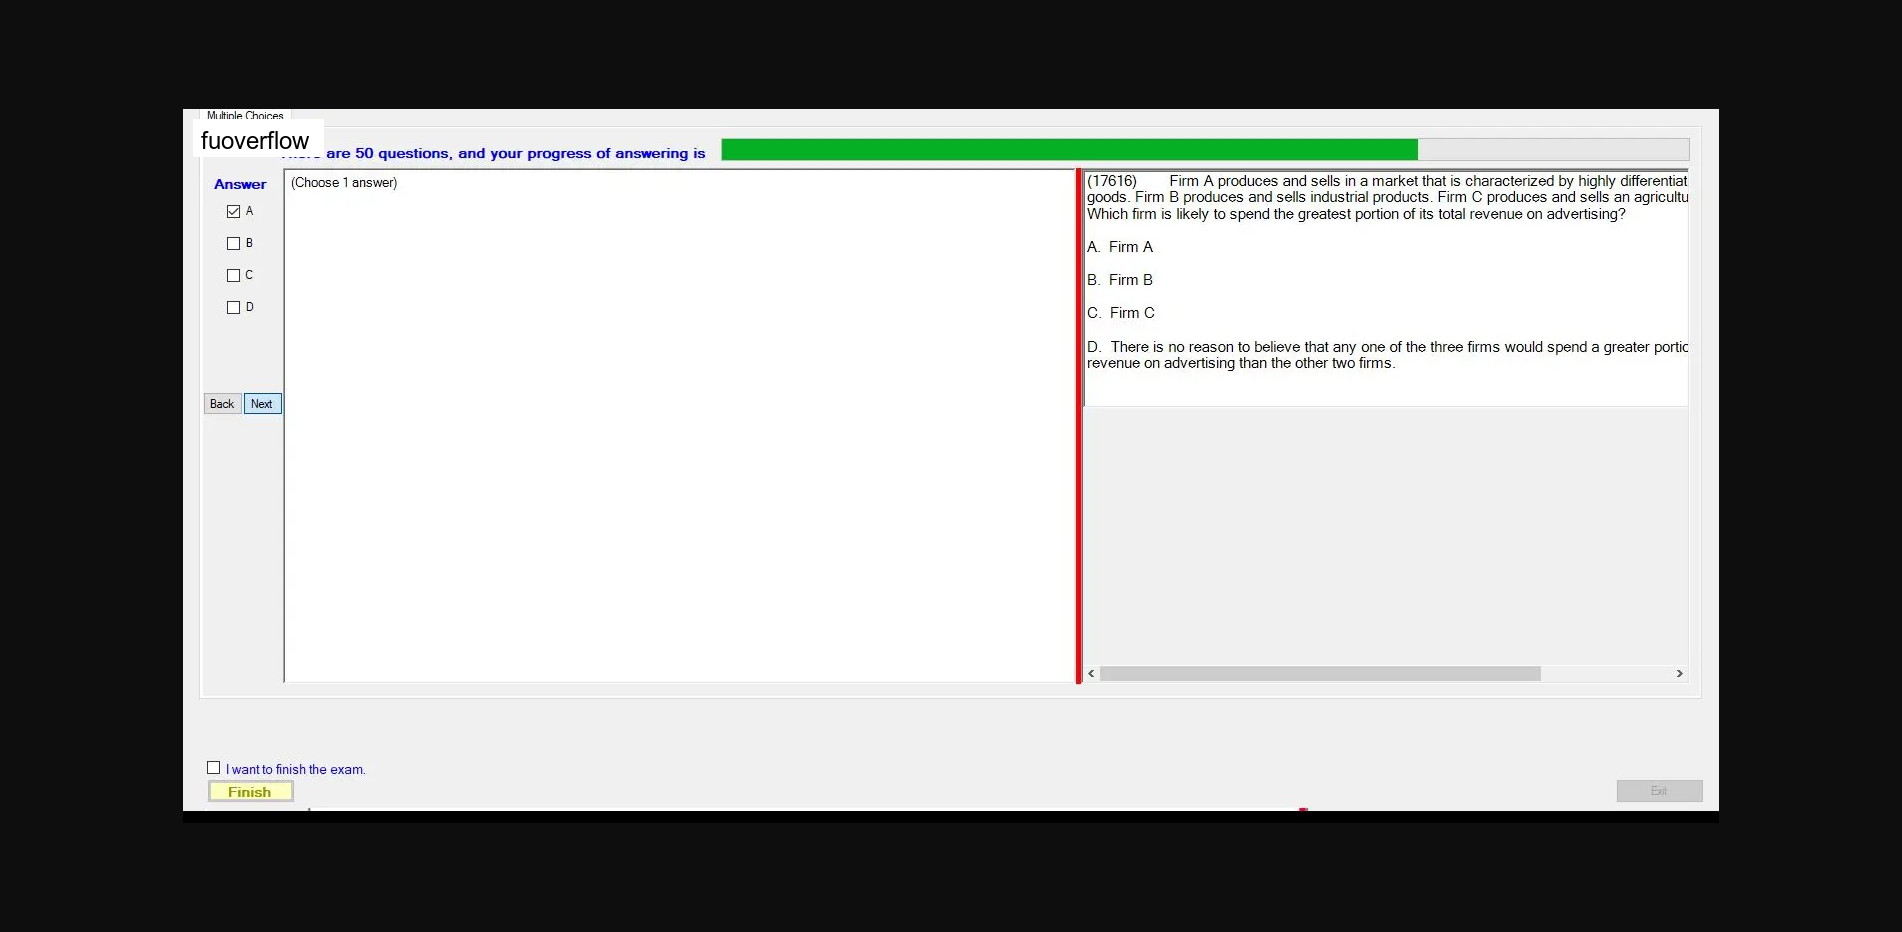 Multiple Choices
fuoverflow
are 50 questions, and your progress of answering is
Answer
(Choose 1 answer)
A
B
C
D
Back
Next
(17616) Firm A produces and sells in a market that is characterized by highly differentiat
goods. Firm B produces and sells industrial products. Firm C produces and sells an agricultu
Which firm is likely to spend the greatest portion of its total revenue on advertising?
A. Firm A
B. Firm B
C. Firm C
D. There is no reason to believe that any one of the three firms would spend a greater portio
revenue on advertising than the other two firms.
I want to finish the exam.
Finish
Exit